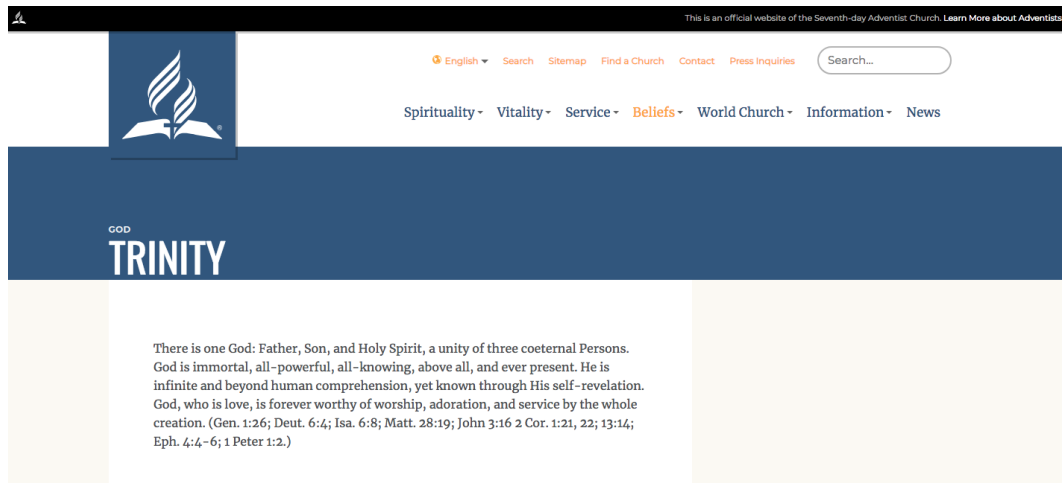 This is an official website of the Seventh-day Adventist Church. Learn More about Adventists
English Search Sitemap Find a Church Contact Press Inquiries Search...
Spirituality Vitality Service Beliefs World Church Information News
GOD
TRINITY
There is one God: Father, Son, and Holy Spirit, a unity of three coeternal Persons.
God is immortal, all-powerful, all-knowing, above all, and ever present. He is
infinite and beyond human comprehension, yet known through His self-revelation.
God, who is love, is forever worthy of worship, adoration, and service by the whole
creation. (Gen. 1:26; Deut. 6:4; Isa. 6:8; Matt. 28:19; John 3:16 2 Cor. 1:21, 22; 13:14;
Eph. 4:4-6; 1 Peter 1:2.)